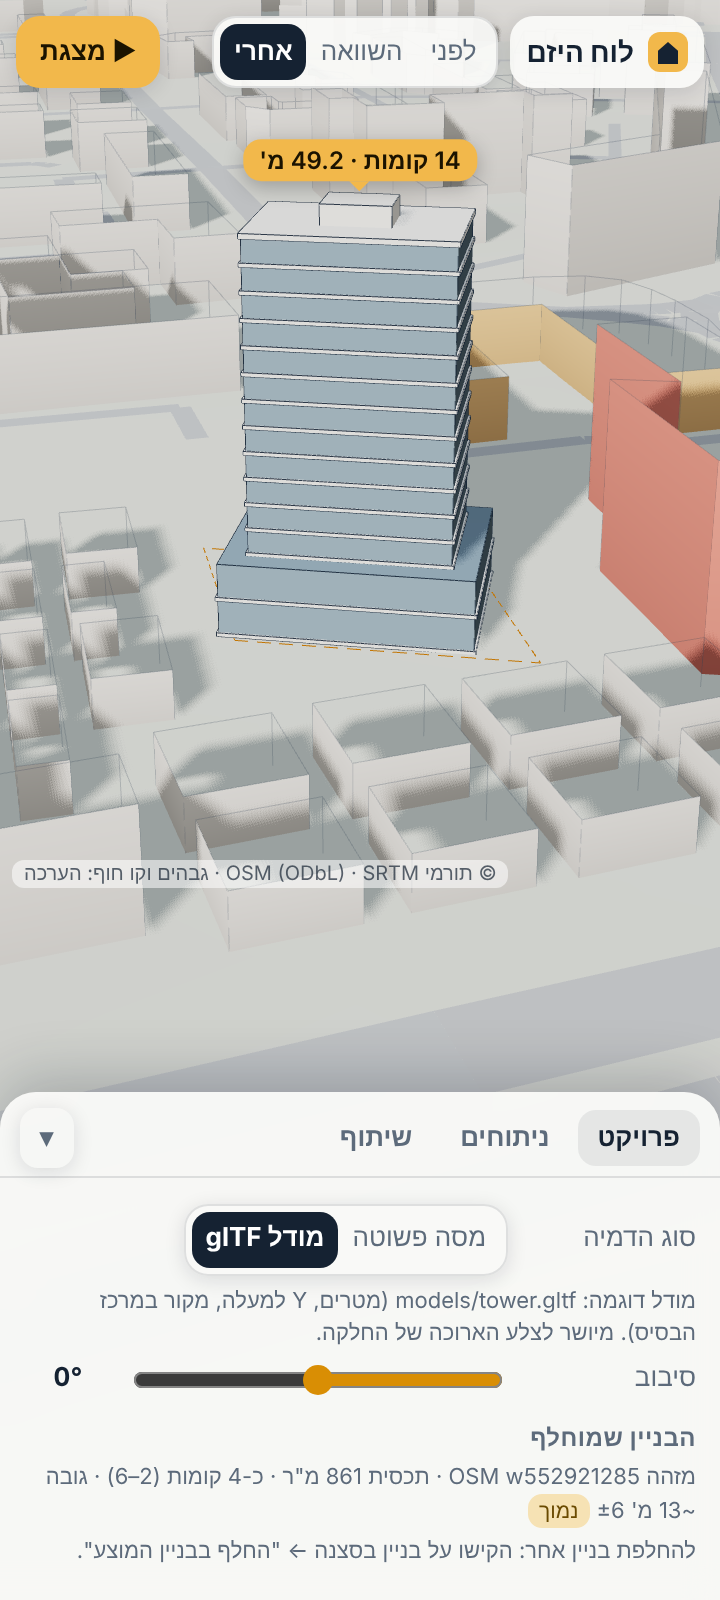 לוח היזם
לפני השוואה אחרי
▶ מצגת
14 קומות · 49.2 מ'
© תורמי OSM (ODbL) · SRTM · גבהים וקו חוף: הערכה
פרויקט ניתוחים שיתוף ▼
סוג הדמיה מסה פשוטה מודל glTF
מודל דוגמה: models/tower.gltf (מטרים, Y למעלה, מקור במרכז
הבסיס). מיושר לצלע הארוכה של החלקה.
סיבוב 0°
הבניין שמוחלף
מזהה OSM w552921285 · תכסית 861 מ"ר · כ-4 קומות (2–6) · גובה
~13 מ' ±6 נמוך
להחלפת בניין אחר: הקישו על בניין בסצנה ← "החלף בבניין המוצע".